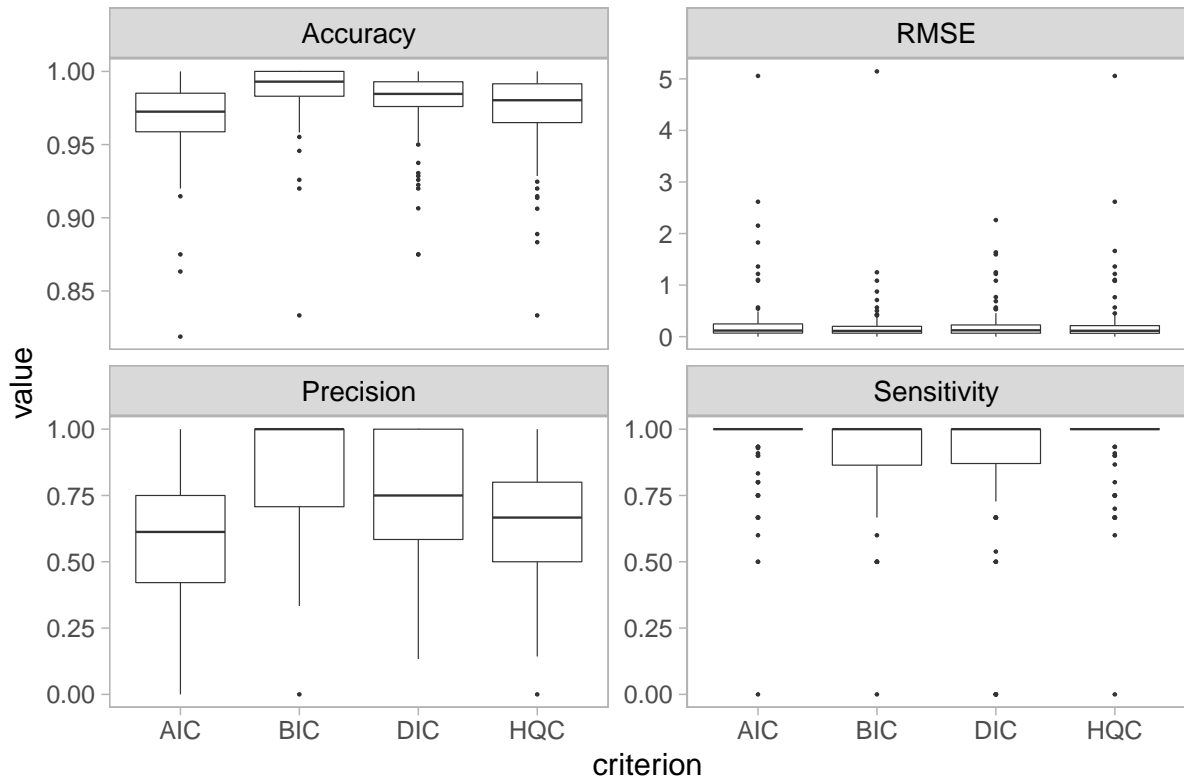 Accuracy
RMSE
1.00
0.95
0.90
0.85
5
4
3
2
1
0
value
Precision
Sensitivity
1.00
0.75
0.50
0.25
0.00
1.00
0.75
0.50
0.25
0.00
AIC BIC DIC HQC
AIC BIC DIC HQC
criterion